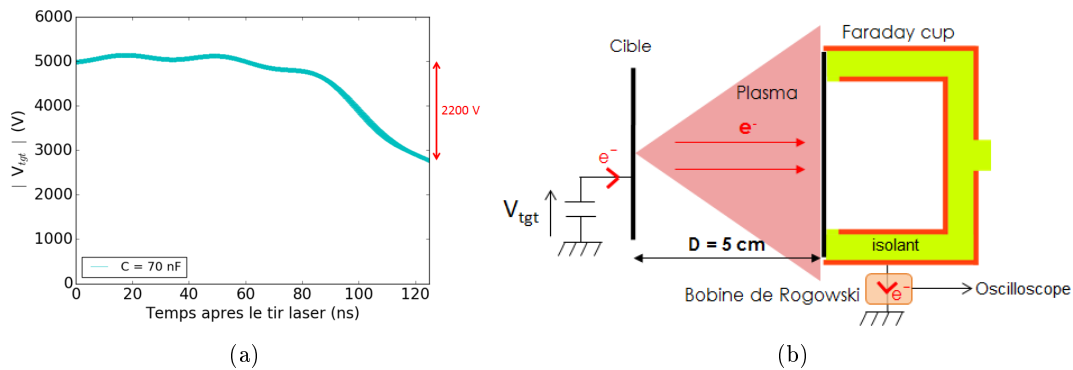 6000
5000
4000
3000
2000
1000
0
| V_tgt | (V)
2200 V
C = 70 nF
0 20 40 60 80 100 120
Temps apres le tir laser (ns)
(a)
Faraday cup
Cible
Plasma
e-
e-
V_tgt
D = 5 cm
isolant
Bobine de Rogowski
e-
Oscilloscope
(b)